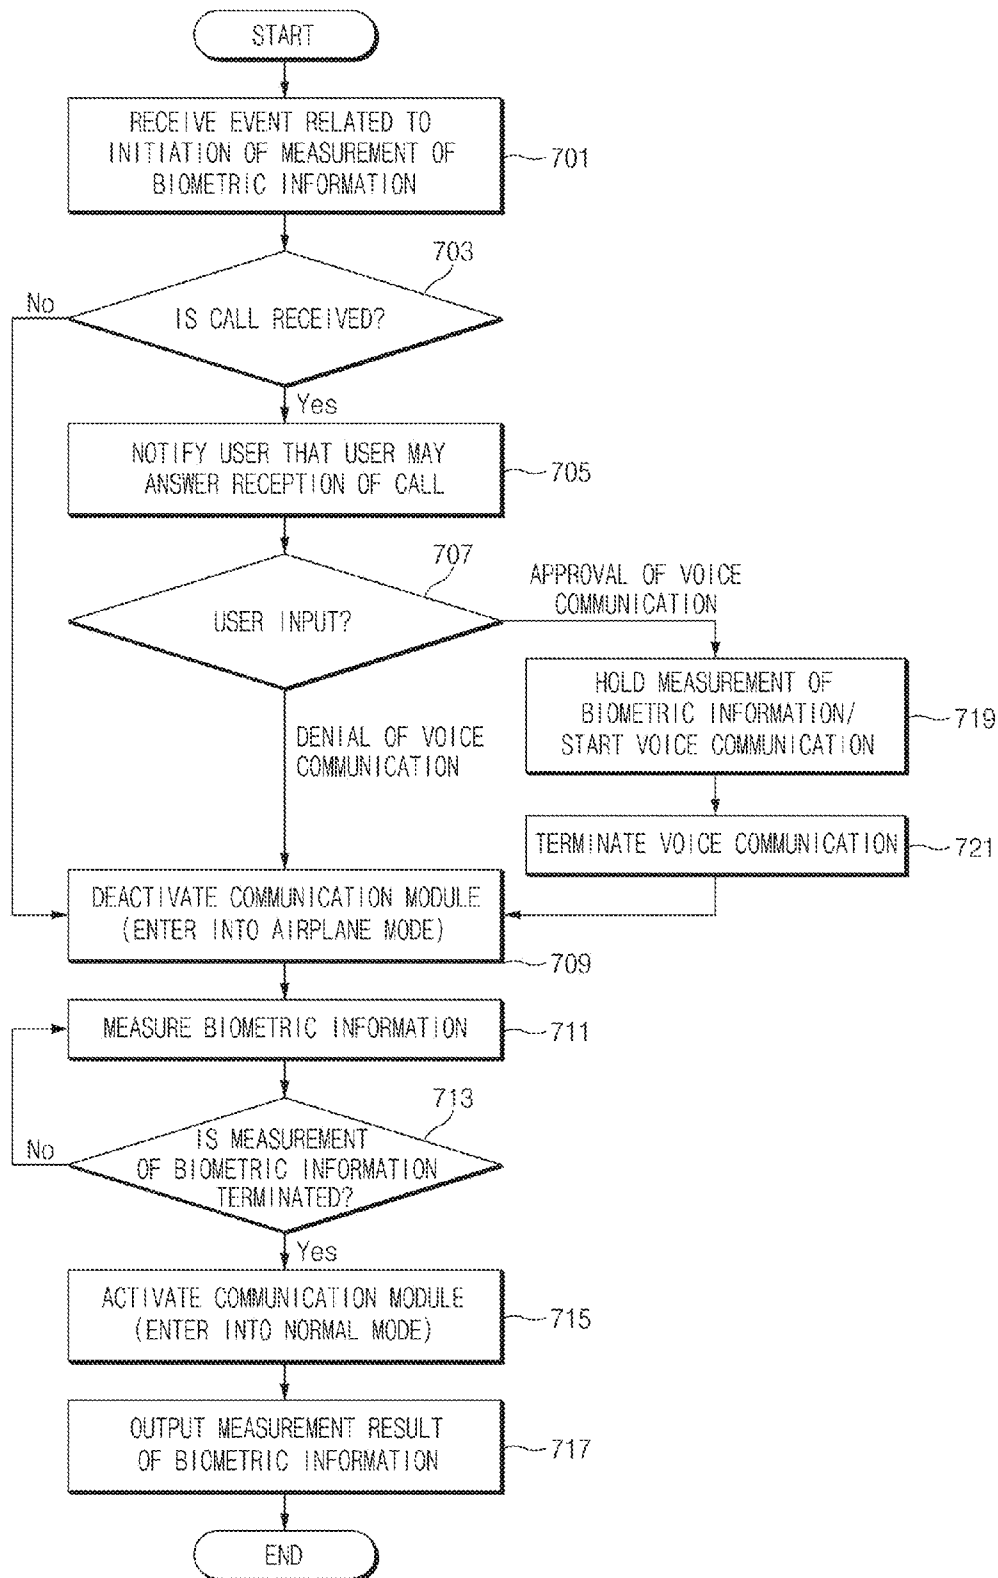 START
RECEIVE EVENT RELATED TO
INITIATION OF MEASUREMENT OF
BIOMETRIC INFORMATION
701
703
No
IS CALL RECEIVED?
Yes
NOTIFY USER THAT USER MAY
ANSWER RECEPTION OF CALL
705
707
USER INPUT?
APPROVAL OF VOICE
COMMUNICATION
HOLD MEASUREMENT OF
BIOMETRIC INFORMATION/
START VOICE COMMUNICATION
719
DENIAL OF VOICE
COMMUNICATION
TERMINATE VOICE COMMUNICATION
721
DEACTIVATE COMMUNICATION MODULE
(ENTER INTO AIRPLANE MODE)
709
MEASURE BIOMETRIC INFORMATION
711
713
No
IS MEASUREMENT
OF BIOMETRIC INFORMATION
TERMINATED?
Yes
ACTIVATE COMMUNICATION MODULE
(ENTER INTO NORMAL MODE)
715
OUTPUT MEASUREMENT RESULT
OF BIOMETRIC INFORMATION
717
END